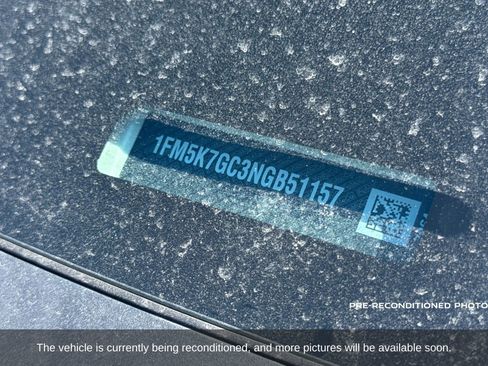 1FM5K7GC3NGB51157
PRE-RECONDITIONED PHOTO
The vehicle is currently being reconditioned, and more pictures will be available soon.